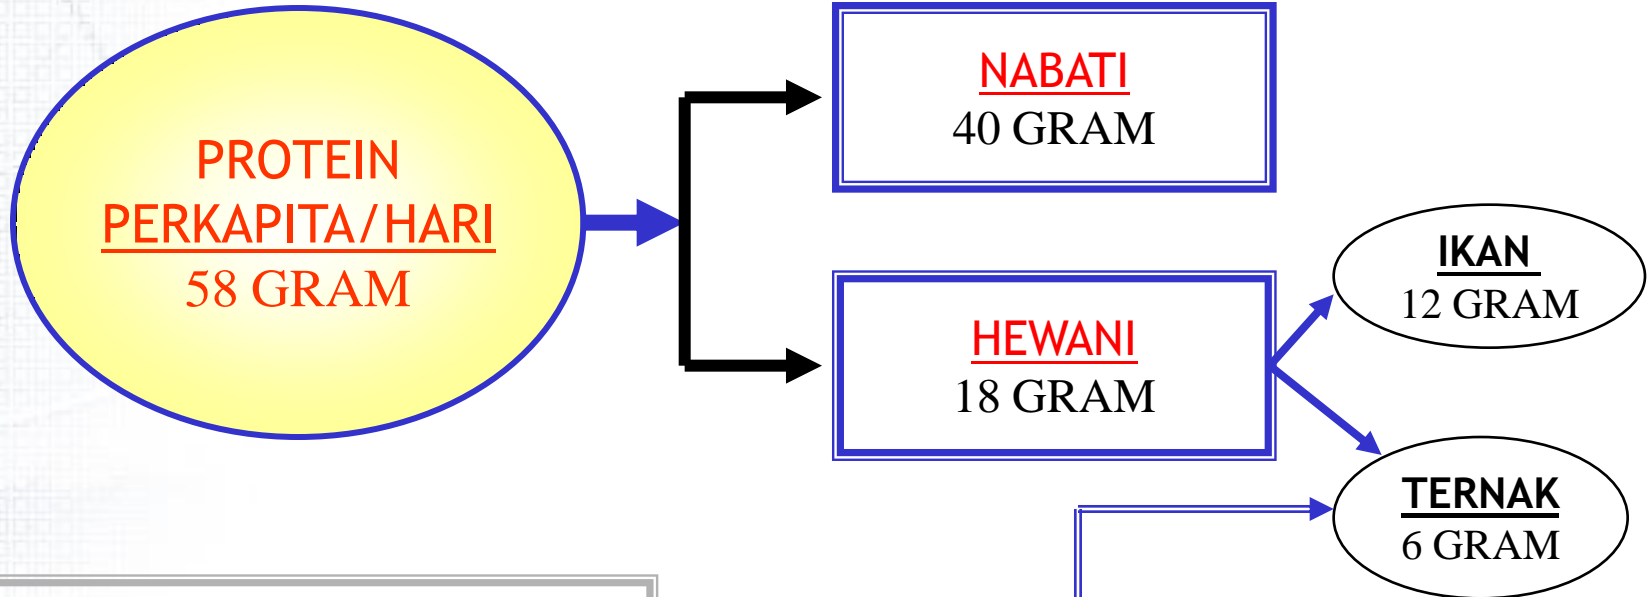 PROTEIN
PERKAPITA/HARI
58 GRAM
NABATI
40 GRAM
HEWANI
18 GRAM
IKAN
12 GRAM
TERNAK
6 GRAM